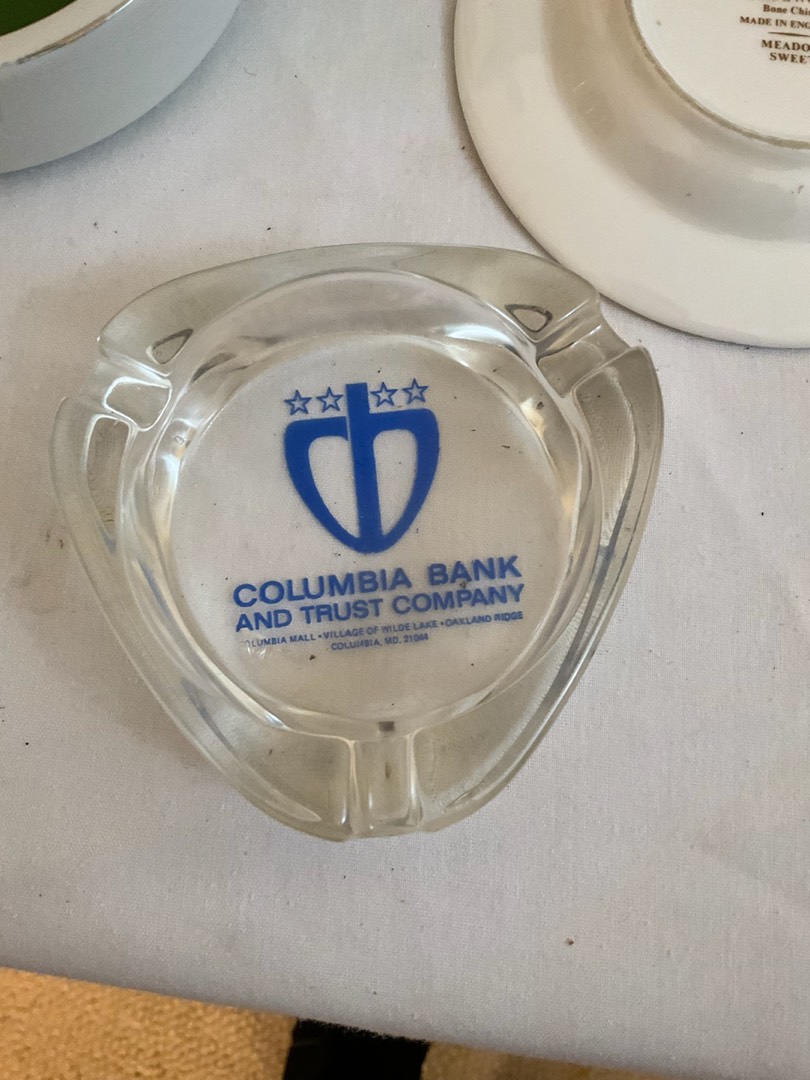 Bone Chi
MADE IN ENG
MEADO
SWEET
COLUMBIA BANK
AND TRUST COMPANY
COLUMBIA MALL • VILLAGE OF WILDE LAKE • OAKLAND RIDGE
COLUMBIA, MD. 21044